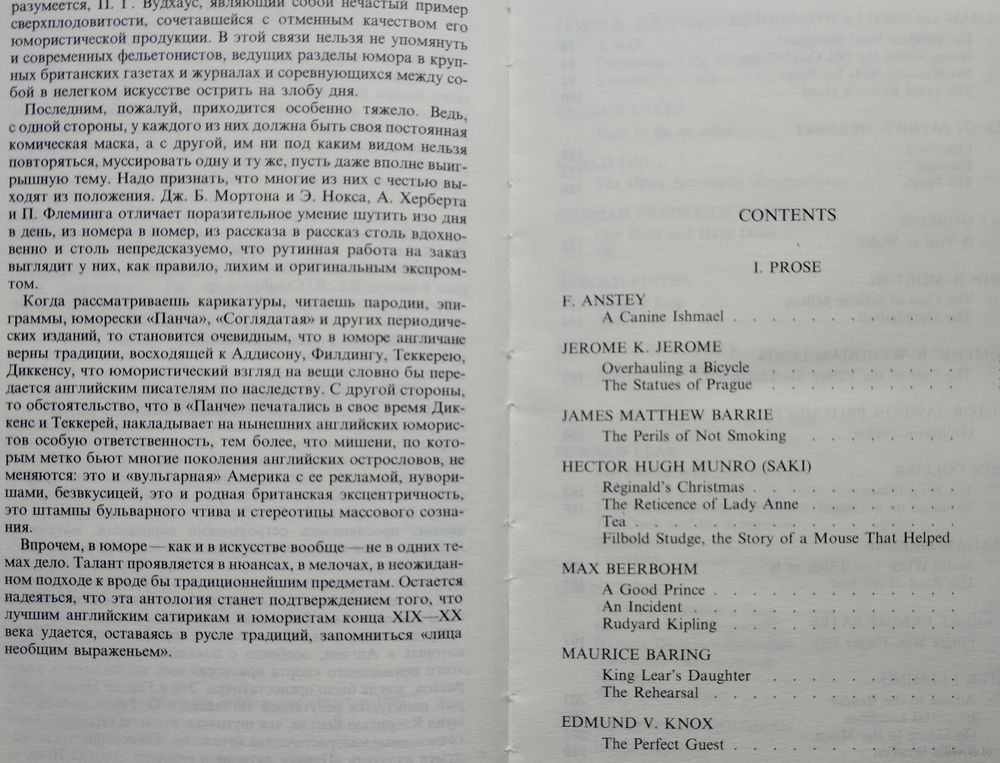 разумеется, П. Г. Вудхаус, являющий собой нечастый пример
сверхплодовитости, сочетавшейся с отменным качеством его
юмористической продукции. В этой связи нельзя не упомянуть
и современных фельетонистов, ведущих разделы юмора в круп-
ных британских газетах и журналах и соревнующихся между со-
бой в нелегком искусстве острить на злобу дня.
Последним, пожалуй, приходится особенно тяжело. Ведь,
с одной стороны, у каждого из них должна быть своя постоянная
комическая маска, а с другой, им ни под каким видом нельзя
повторяться, муссировать одну и ту же, пусть даже вполне выиг-
рышную тему. Надо признать, что многие из них с честью вы-
ходят из положения. Дж. Б. Мортона и Э. Нокса, А. Херберта
и П. Флеминга отличает поразительное умение шутить изо дня
в день, из номера в номер, из рассказа в рассказ столь вдохно-
венно и столь непредсказуемо, что рутинная работа на заказ
выглядит у них, как правило, лихим и оригинальным экспром-
том.
Когда рассматриваешь карикатуры, читаешь пародии, эпи-
граммы, юморески «Панча», «Соглядатая» и других периодиче-
ских изданий, то становится очевидным, что в юморе англичане
верны традиции, восходящей к Аддисону, Филдингу, Теккерею,
Диккенсу, что юмористический взгляд на вещи словно бы пере-
дается английским писателям по наследству. С другой стороны,
то обстоятельство, что в «Панче» печатались в свое время Дик-
кенс и Теккерей, накладывает на нынешних английских юморис-
тов особую ответственность, тем более, что мишени, по кото-
рым метко бьют многие поколения английских острословов, не
меняются: это и «вульгарная» Америка с ее рекламой, нувори-
шами, безвкусицей, это и родная британская эксцентричность,
это штампы бульварного чтива и стереотипы массового созна-
ния.
Впрочем, в юморе — как и в искусстве вообще — не в одних те-
мах дело. Талант проявляется в нюансах, в мелочах, в неожидан-
ном подходе к вроде бы традиционнейшим предметам. Остается
надеяться, что эта антология станет подтверждением того, что
лучшим английским сатирикам и юмористам конца XIX—XX
века удается, оставаясь в русле традиций, запомниться «лица
необщим выраженьем».
CONTENTS
I. PROSE
F. ANSTEY
A Canine Ishmael . . . . . . . . . . . . .
JEROME K. JEROME
Overhauling a Bicycle . . . . . . . . . . .
The Statues of Prague . . . . . . . . . . .
JAMES MATTHEW BARRIE
The Perils of Not Smoking . . . . . . . .
HECTOR HUGH MUNRO (SAKI)
Reginald's Christmas . . . . . . . . . . .
The Reticence of Lady Anne . . . . . . . .
Tea . . . . . . . . . . . . . . . . .
Filbold Studge, the Story of a Mouse That Helped
MAX BEERBOHM
A Good Prince . . . . . . . . . . . . .
An Incident . . . . . . . . . . . . . .
Rudyard Kipling . . . . . . . . . . . . .
MAURICE BARING
King Lear's Daughter . . . . . . . . . .
The Rehearsal . . . . . . . . . . . . .
EDMUND V. KNOX
The Perfect Guest . . . . . . . . . . . .